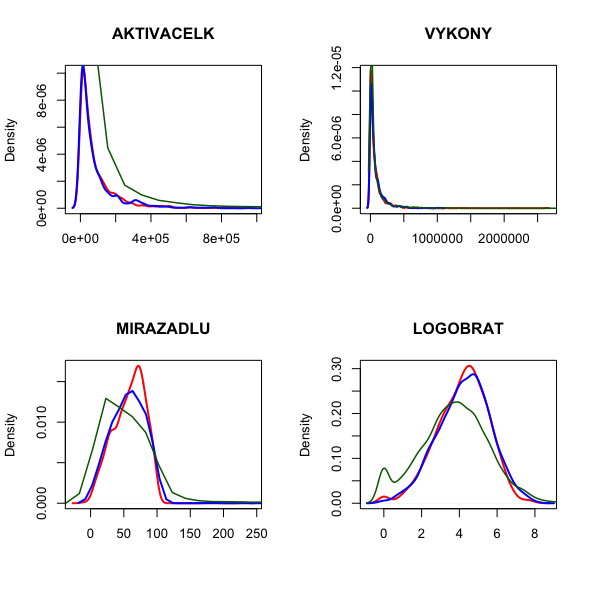 AKTIVACELK
Density
0e+00 4e-06 8e-06
0e+00 4e+05 8e+05
VYKONY
Density
0.0e+00 6.0e-06 1.2e-05
0 1000000 2000000
MIRAZADLU
Density
0.000 0.010
0 50 100 150 200 250
LOGOBRAT
Density
0.00 0.10 0.20 0.30
0 2 4 6 8